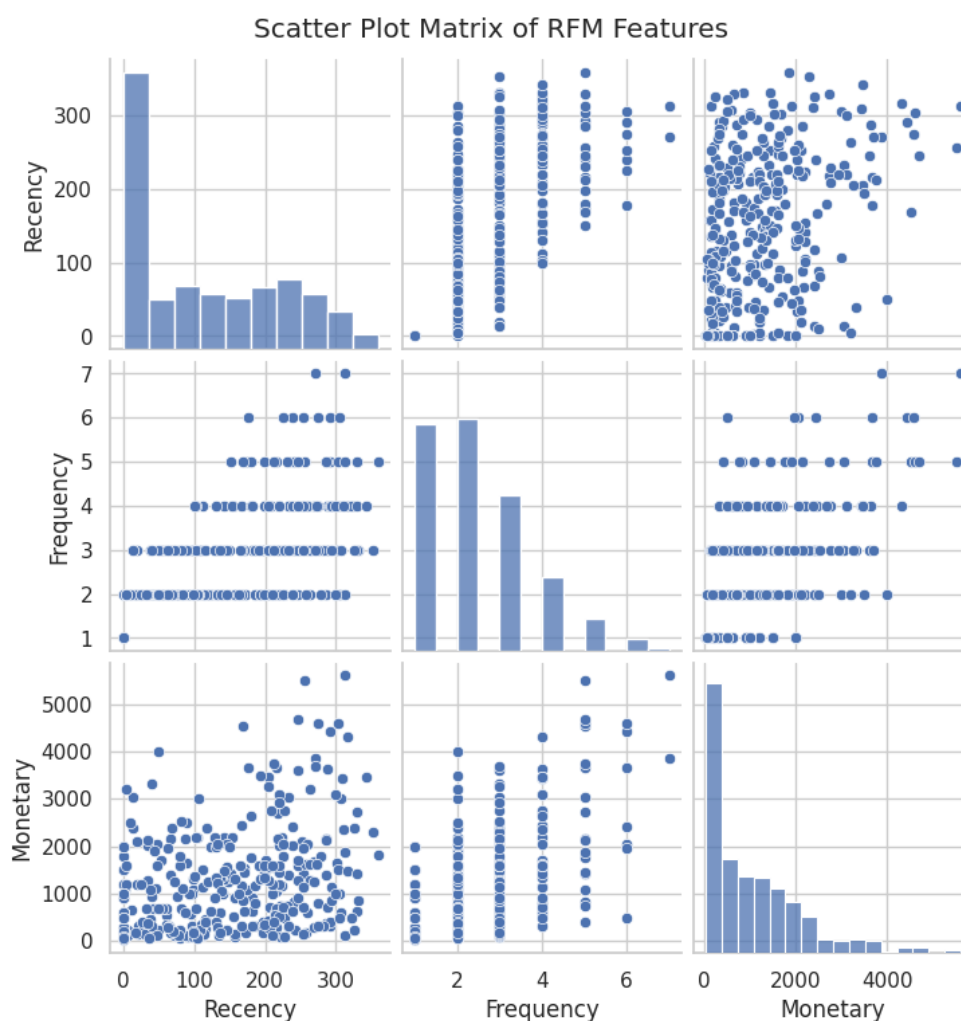 Scatter Plot Matrix of RFM Features
300
200
100
0
Recency
7
6
5
4
3
2
1
Frequency
5000
4000
3000
2000
1000
0
Monetary
0 100 200 300
2 4 6
0 2000 4000
Recency
Frequency
Monetary